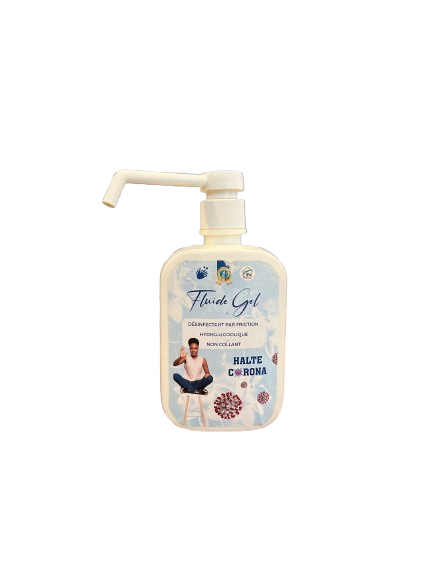 Fluide Gel
DÉSINFECTANT PAR FRICTION
HYDROALCOOLIQUE
NON COLLANT
HALTE
CORONA